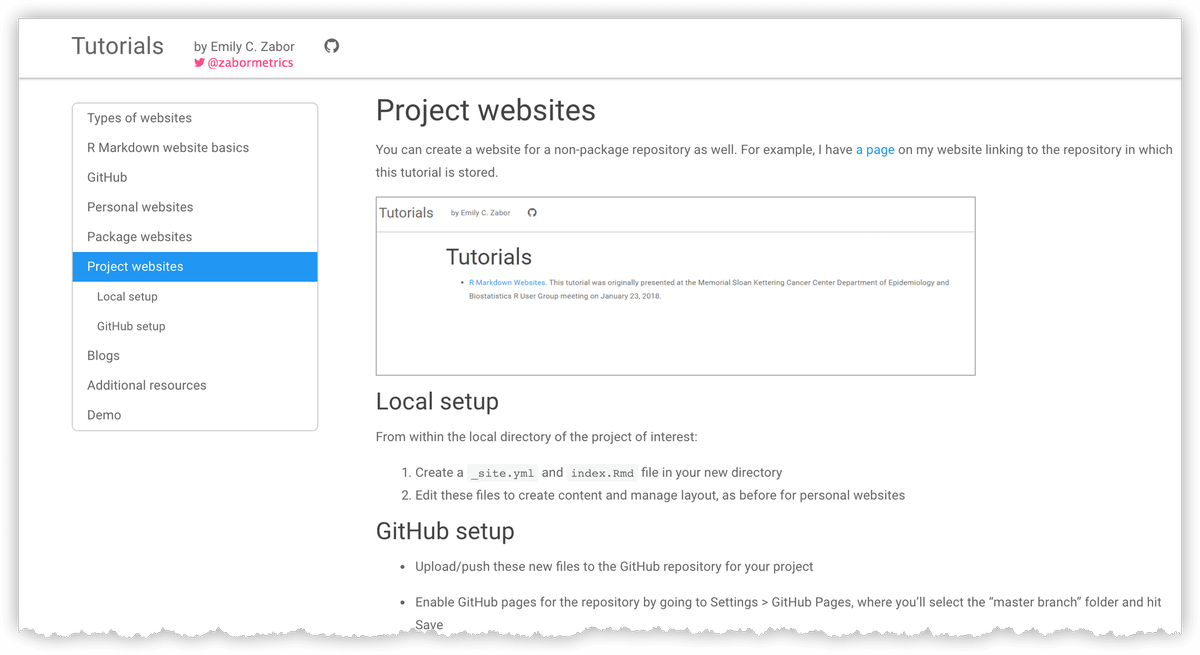 Tutorials
by Emily C. Zabor
@zabormetrics
Types of websites
R Markdown website basics
GitHub
Personal websites
Package websites
Project websites
Local setup
GitHub setup
Blogs
Additional resources
Demo
Project websites
You can create a website for a non-package repository as well. For example, I have a page on my website linking to the repository in which
this tutorial is stored.
Tutorials
by Emily C. Zabor
Tutorials
• R Markdown Websites. This tutorial was originally presented at the Memorial Sloan Kettering Cancer Center Department of Epidemiology and
Biostatistics R User Group meeting on January 23, 2018.
Local setup
From within the local directory of the project of interest:
1. Create a _site.yml and index.Rmd file in your new directory
2. Edit these files to create content and manage layout, as before for personal websites
GitHub setup
• Upload/push these new files to the GitHub repository for your project
• Enable GitHub pages for the repository by going to Settings > GitHub Pages, where you’ll select the “master branch” folder and hit
Save